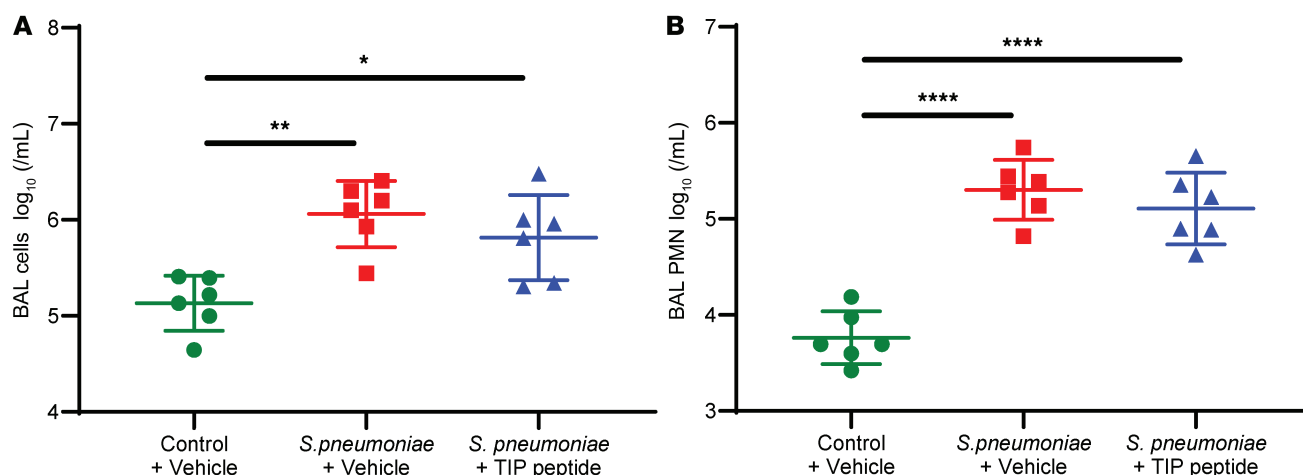 A
BAL cells log10 (/mL)
8
7
6
5
4
*
**
Control
+ Vehicle
S.pneumoniae
+ Vehicle
S. pneumoniae
+ TIP peptide
B
BAL PMN log10 (/mL)
7
6
5
4
3
****
****
Control
+ Vehicle
S.pneumoniae
+ Vehicle
S. pneumoniae
+ TIP peptide